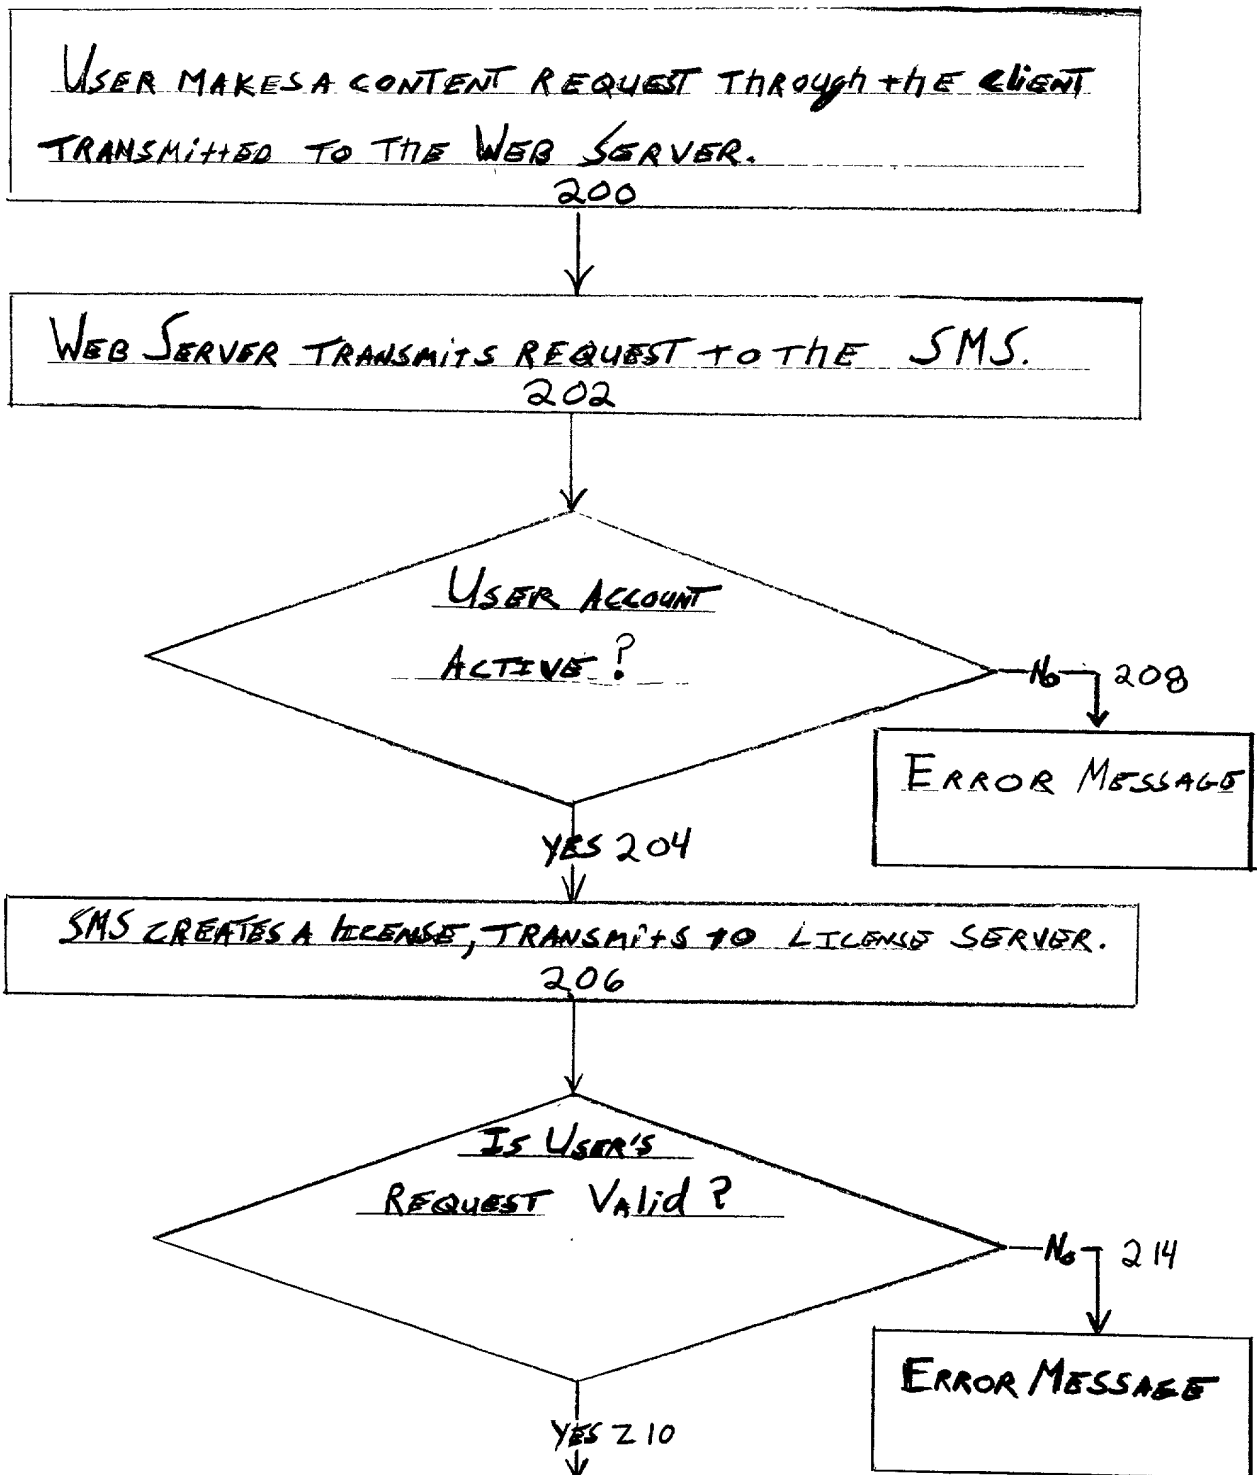 USER MAKES A CONTENT REQUEST THROUGH THE CLIENT
TRANSMITTED TO THE WEB SERVER.
200
WEB SERVER TRANSMITS REQUEST TO THE SMS.
202
USER ACCOUNT
ACTIVE?
No 208
ERROR MESSAGE
YES 204
SMS CREATES A LICENSE, TRANSMITS TO LICENSE SERVER.
206
IS USER'S
REQUEST VALID?
No 214
ERROR MESSAGE
YES 210